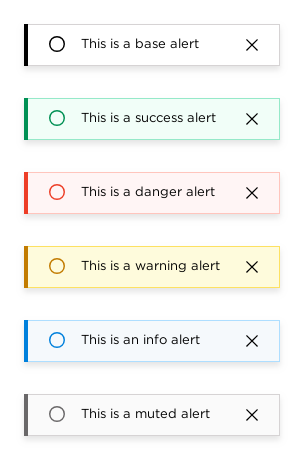 This is a base alert
This is a success alert
This is a danger alert
This is a warning alert
This is an info alert
This is a muted alert